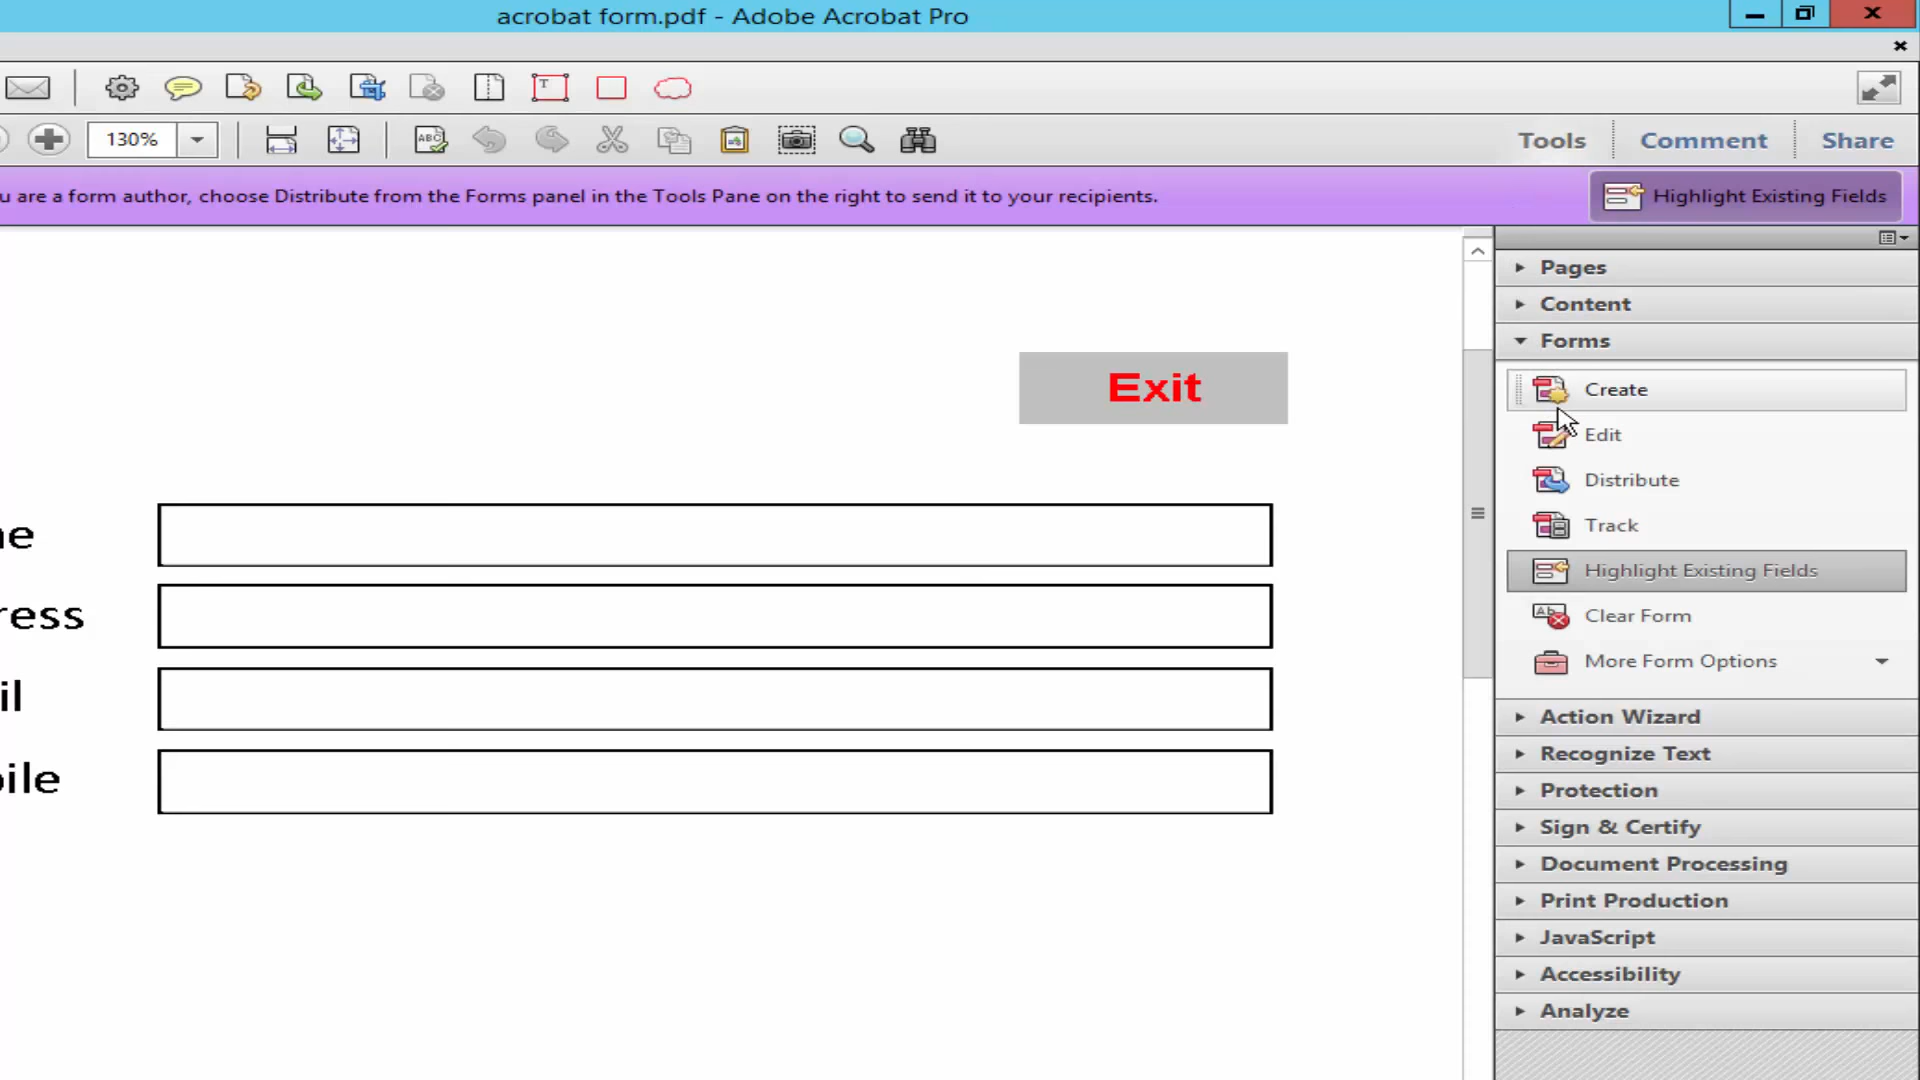 acrobat form.pdf - Adobe Acrobat Pro
130%
Tools
Comment
Share
u are a form author, choose Distribute from the Forms panel in the Tools Pane on the right to send it to your recipients.
Highlight Existing Fields
Pages
Content
Forms
Create
Edit
Distribute
Track
Highlight Existing Fields
Clear Form
More Form Options
Action Wizard
Recognize Text
Protection
Sign & Certify
Document Processing
Print Production
JavaScript
Accessibility
Analyze
Exit
ne
ress
il
bile